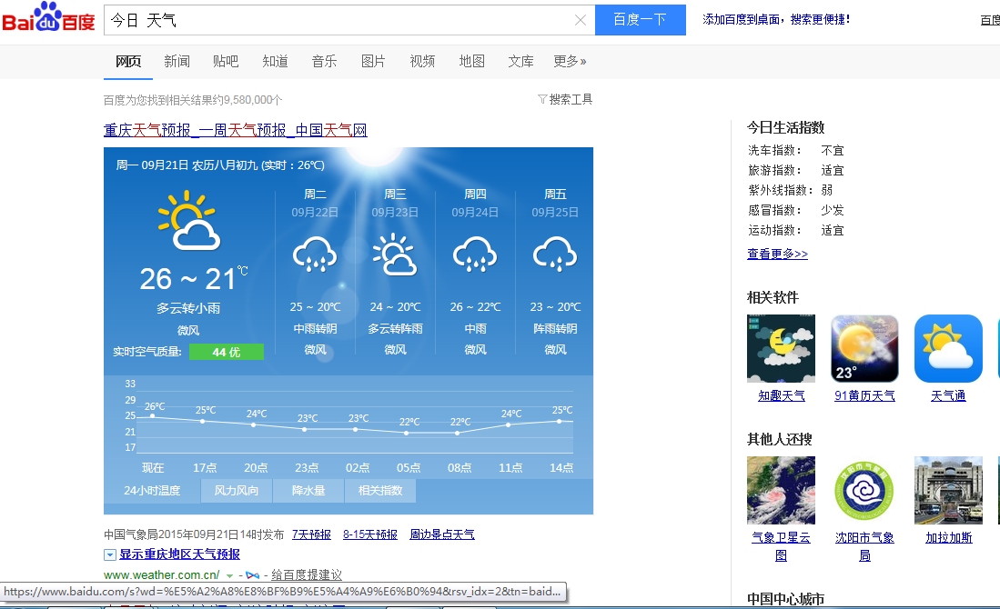 Bai du 百度
今日 天气
百度一下
添加百度到桌面，搜索更便捷！
网页 新闻 贴吧 知道 音乐 图片 视频 地图 文库 更多»
百度为您找到相关结果约9,580,000个
搜索工具
重庆天气预报_一周天气预报_中国天气网
周一 09月21日 农历八月初九 (实时：26℃)
26 ~ 21℃
多云转小雨
微风
实时空气质量: 44 优
周二 周三 周四 周五
09月22日 09月23日 09月24日 09月25日
25 ~ 20℃ 24 ~ 20℃ 26 ~ 22℃ 23 ~ 20℃
中雨转阴 多云转阵雨 中雨 阵雨转阴
微风 微风 微风 微风
33
29
25
21
17
26℃ 25℃ 24℃ 23℃ 23℃ 22℃ 22℃ 24℃ 25℃
现在 17点 20点 23点 02点 05点 08点 11点 14点
24小时温度 风力风向 降水量 相关指数
中国气象局2015年09月21日14时发布 7天预报 8-15天预报 周边景点天气
显示重庆地区天气预报
www.weather.com.cn/ - - 给百度提建议
https://www.baidu.com/s?wd=%E5%A2%A8%E8%BF%B9%E5%A4%A9%E6%B0%94&rsv_idx=2&tn=baid...
今日生活指数
洗车指数： 不宜
旅游指数： 适宜
紫外线指数： 弱
感冒指数： 少发
运动指数： 适宜
查看更多>>
相关软件
23°
知趣天气 91黄历天气 天气通
其他人还搜
气象卫星云图 沈阳市气象局 加拉加斯
中国中心城市